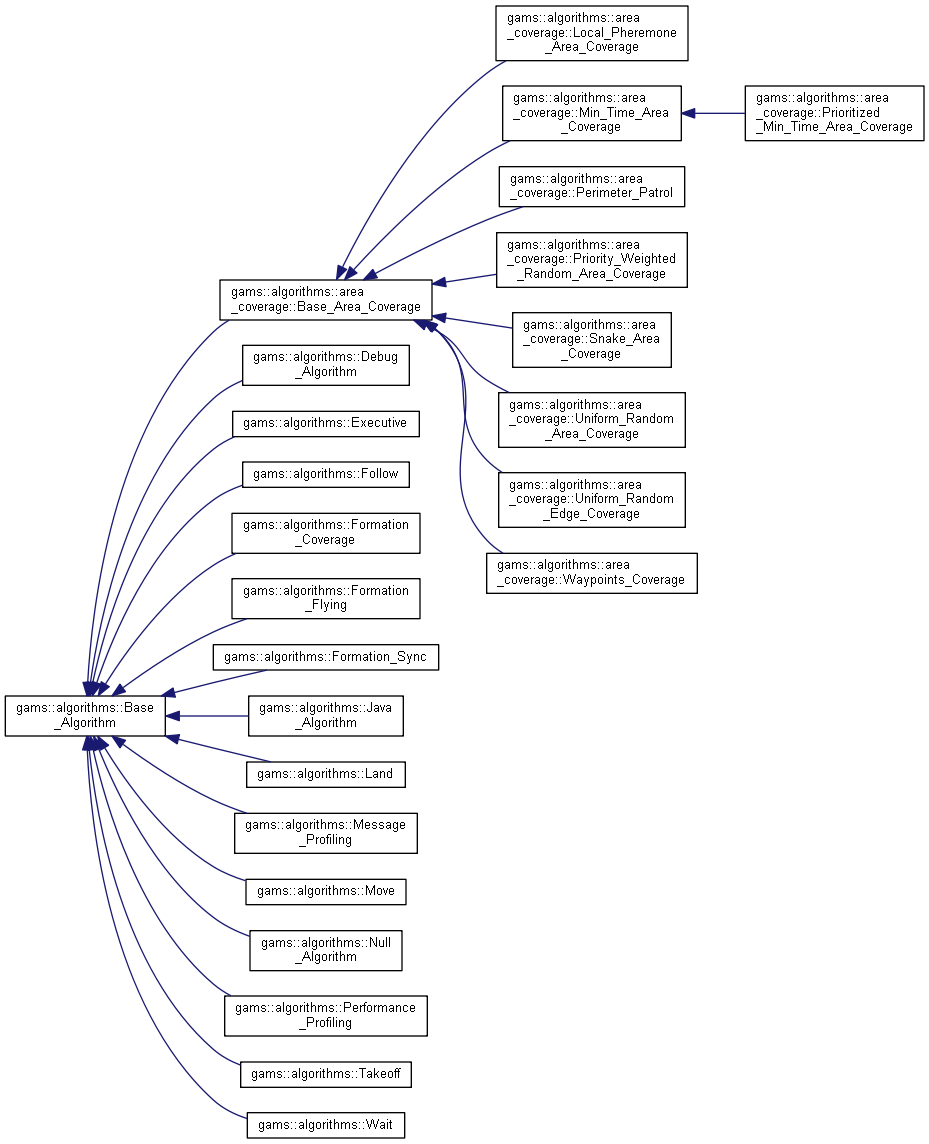 gams::algorithms::area
_coverage::Local_Pheremone
_Area_Coverage
gams::algorithms::area
_coverage::Min_Time_Area
_Coverage
gams::algorithms::area
_coverage::Prioritized
_Min_Time_Area_Coverage
gams::algorithms::area
_coverage::Perimeter_Patrol
gams::algorithms::area
_coverage::Priority_Weighted
_Random_Area_Coverage
gams::algorithms::area
_coverage::Base_Area_Coverage
gams::algorithms::area
_coverage::Snake_Area
_Coverage
gams::algorithms::Debug
_Algorithm
gams::algorithms::area
_coverage::Uniform_Random
_Area_Coverage
gams::algorithms::Executive
gams::algorithms::Follow
gams::algorithms::area
_coverage::Uniform_Random
_Edge_Coverage
gams::algorithms::Formation
_Coverage
gams::algorithms::area
_coverage::Waypoints_Coverage
gams::algorithms::Formation
_Flying
gams::algorithms::Formation_Sync
gams::algorithms::Base
_Algorithm
gams::algorithms::Java
_Algorithm
gams::algorithms::Land
gams::algorithms::Message
_Profiling
gams::algorithms::Move
gams::algorithms::Null
_Algorithm
gams::algorithms::Performance
_Profiling
gams::algorithms::Takeoff
gams::algorithms::Wait